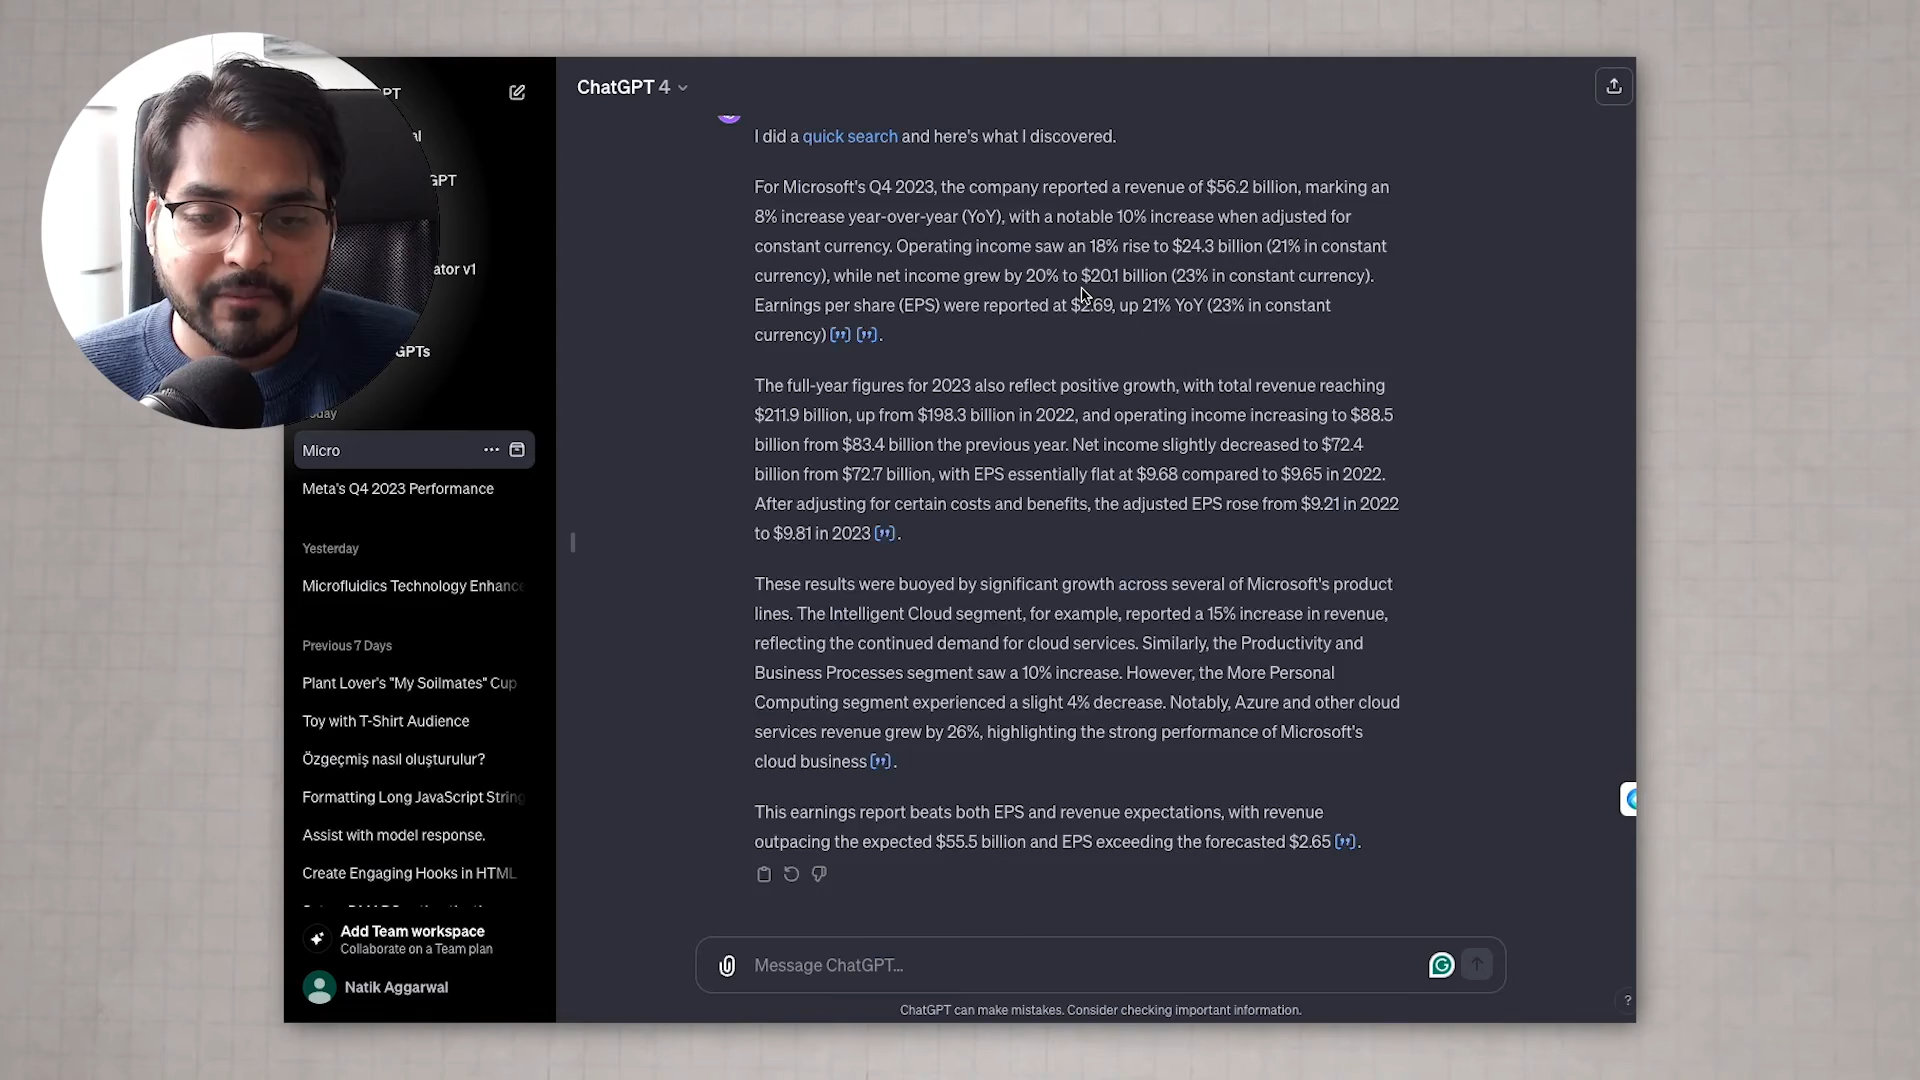 PT
al
GPT
ator v1
GPTs
Today
Micro
Meta's Q4 2023 Performance
Yesterday
Microfluidics Technology Enhance
Previous 7 Days
Plant Lover's "My Soilmates" Cup
Toy with T-Shirt Audience
Özgeçmiş nasıl oluşturulur?
Formatting Long JavaScript String
Assist with model response.
Create Engaging Hooks in HTML
Add Team workspace
Collaborate on a Team plan
Natik Aggarwal
ChatGPT 4
I did a quick search and here's what I discovered.
For Microsoft's Q4 2023, the company reported a revenue of $56.2 billion, marking an
8% increase year-over-year (YoY), with a notable 10% increase when adjusted for
constant currency. Operating income saw an 18% rise to $24.3 billion (21% in constant
currency), while net income grew by 20% to $20.1 billion (23% in constant currency).
Earnings per share (EPS) were reported at $2.69, up 21% YoY (23% in constant
currency) ["] ["].
The full-year figures for 2023 also reflect positive growth, with total revenue reaching
$211.9 billion, up from $198.3 billion in 2022, and operating income increasing to $88.5
billion from $83.4 billion the previous year. Net income slightly decreased to $72.4
billion from $72.7 billion, with EPS essentially flat at $9.68 compared to $9.65 in 2022.
After adjusting for certain costs and benefits, the adjusted EPS rose from $9.21 in 2022
to $9.81 in 2023 ["].
These results were buoyed by significant growth across several of Microsoft's product
lines. The Intelligent Cloud segment, for example, reported a 15% increase in revenue,
reflecting the continued demand for cloud services. Similarly, the Productivity and
Business Processes segment saw a 10% increase. However, the More Personal
Computing segment experienced a slight 4% decrease. Notably, Azure and other cloud
services revenue grew by 26%, highlighting the strong performance of Microsoft's
cloud business ["].
This earnings report beats both EPS and revenue expectations, with revenue
outpacing the expected $55.5 billion and EPS exceeding the forecasted $2.65 ["].
Message ChatGPT...
ChatGPT can make mistakes. Consider checking important information.
?